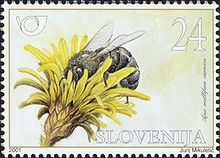 24
apis mellifera carnica
SLOVENIJA
2001
Jurij Mikuletič